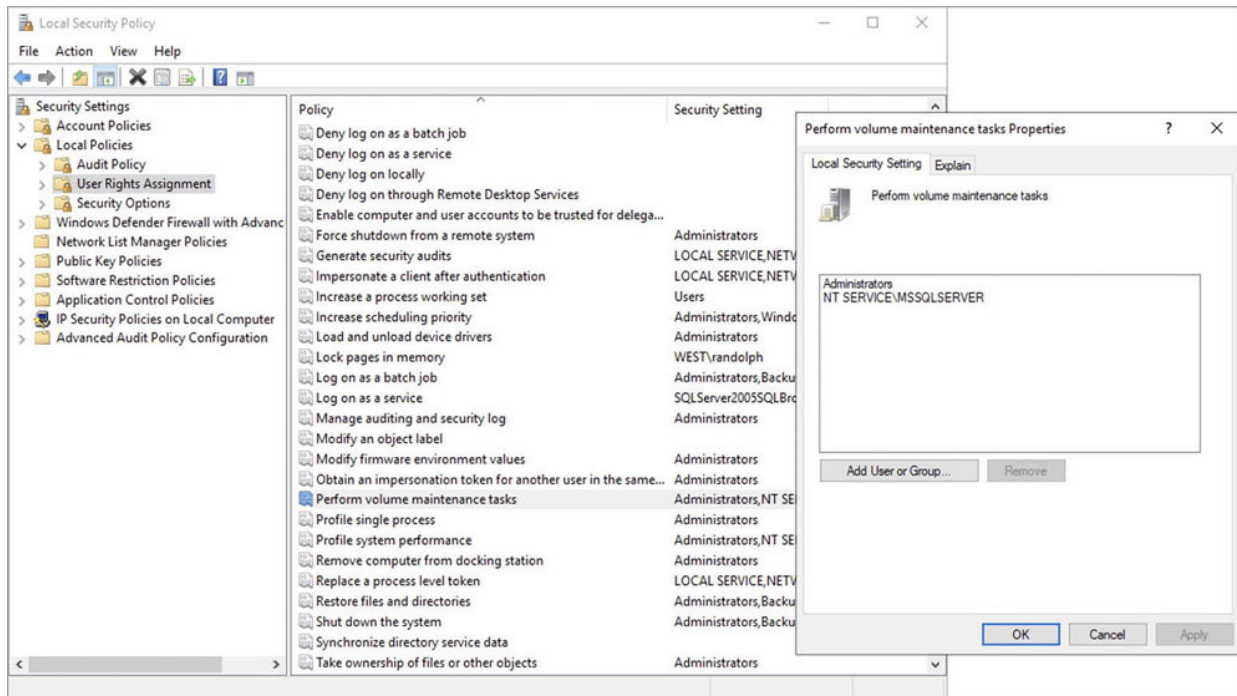 Local Security Policy
File Action View Help
Security Settings
Account Policies
Local Policies
Audit Policy
User Rights Assignment
Security Options
Windows Defender Firewall with Advanc
Network List Manager Policies
Public Key Policies
Software Restriction Policies
Application Control Policies
IP Security Policies on Local Computer
Advanced Audit Policy Configuration
Policy Security Setting
Deny log on as a batch job
Deny log on as a service
Deny log on locally
Deny log on through Remote Desktop Services
Enable computer and user accounts to be trusted for delega...
Force shutdown from a remote system Administrators
Generate security audits LOCAL SERVICE,NETW
Impersonate a client after authentication LOCAL SERVICE,NETW
Increase a process working set Users
Increase scheduling priority Administrators,Windo
Load and unload device drivers Administrators
Lock pages in memory WEST\randolph
Log on as a batch job Administrators,Backu
Log on as a service SQLServer2005SQLBro
Manage auditing and security log Administrators
Modify an object label
Modify firmware environment values Administrators
Obtain an impersonation token for another user in the same... Administrators
Perform volume maintenance tasks Administrators,NT SE
Profile single process Administrators
Profile system performance Administrators,NT SE
Remove computer from docking station Administrators
Replace a process level token LOCAL SERVICE,NETW
Restore files and directories Administrators,Backu
Shut down the system Administrators,Backu
Synchronize directory service data
Take ownership of files or other objects Administrators
Perform volume maintenance tasks Properties
Local Security Setting Explain
Perform volume maintenance tasks
Administrators
NT SERVICE\MSSQLSERVER
Add User or Group... Remove
OK Cancel Apply